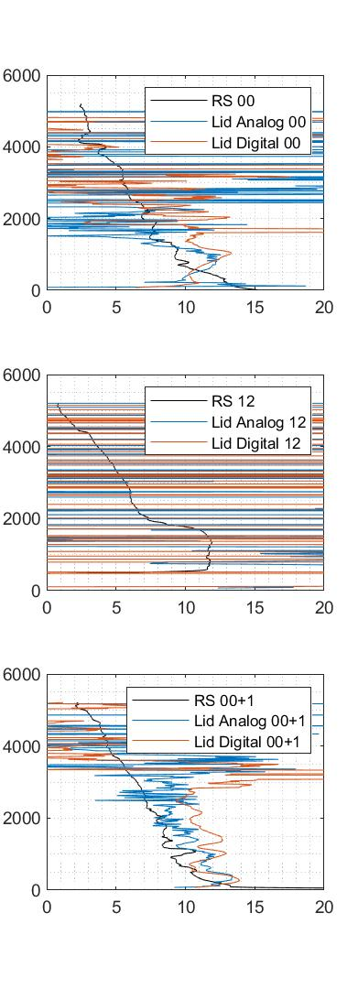 6000
RS 00
Lid Analog 00
Lid Digital 00
4000
2000
0
0 5 10 15 20
6000
RS 12
Lid Analog 12
Lid Digital 12
4000
2000
0
0 5 10 15 20
6000
RS 00+1
Lid Analog 00+1
Lid Digital 00+1
4000
2000
0
0 5 10 15 20